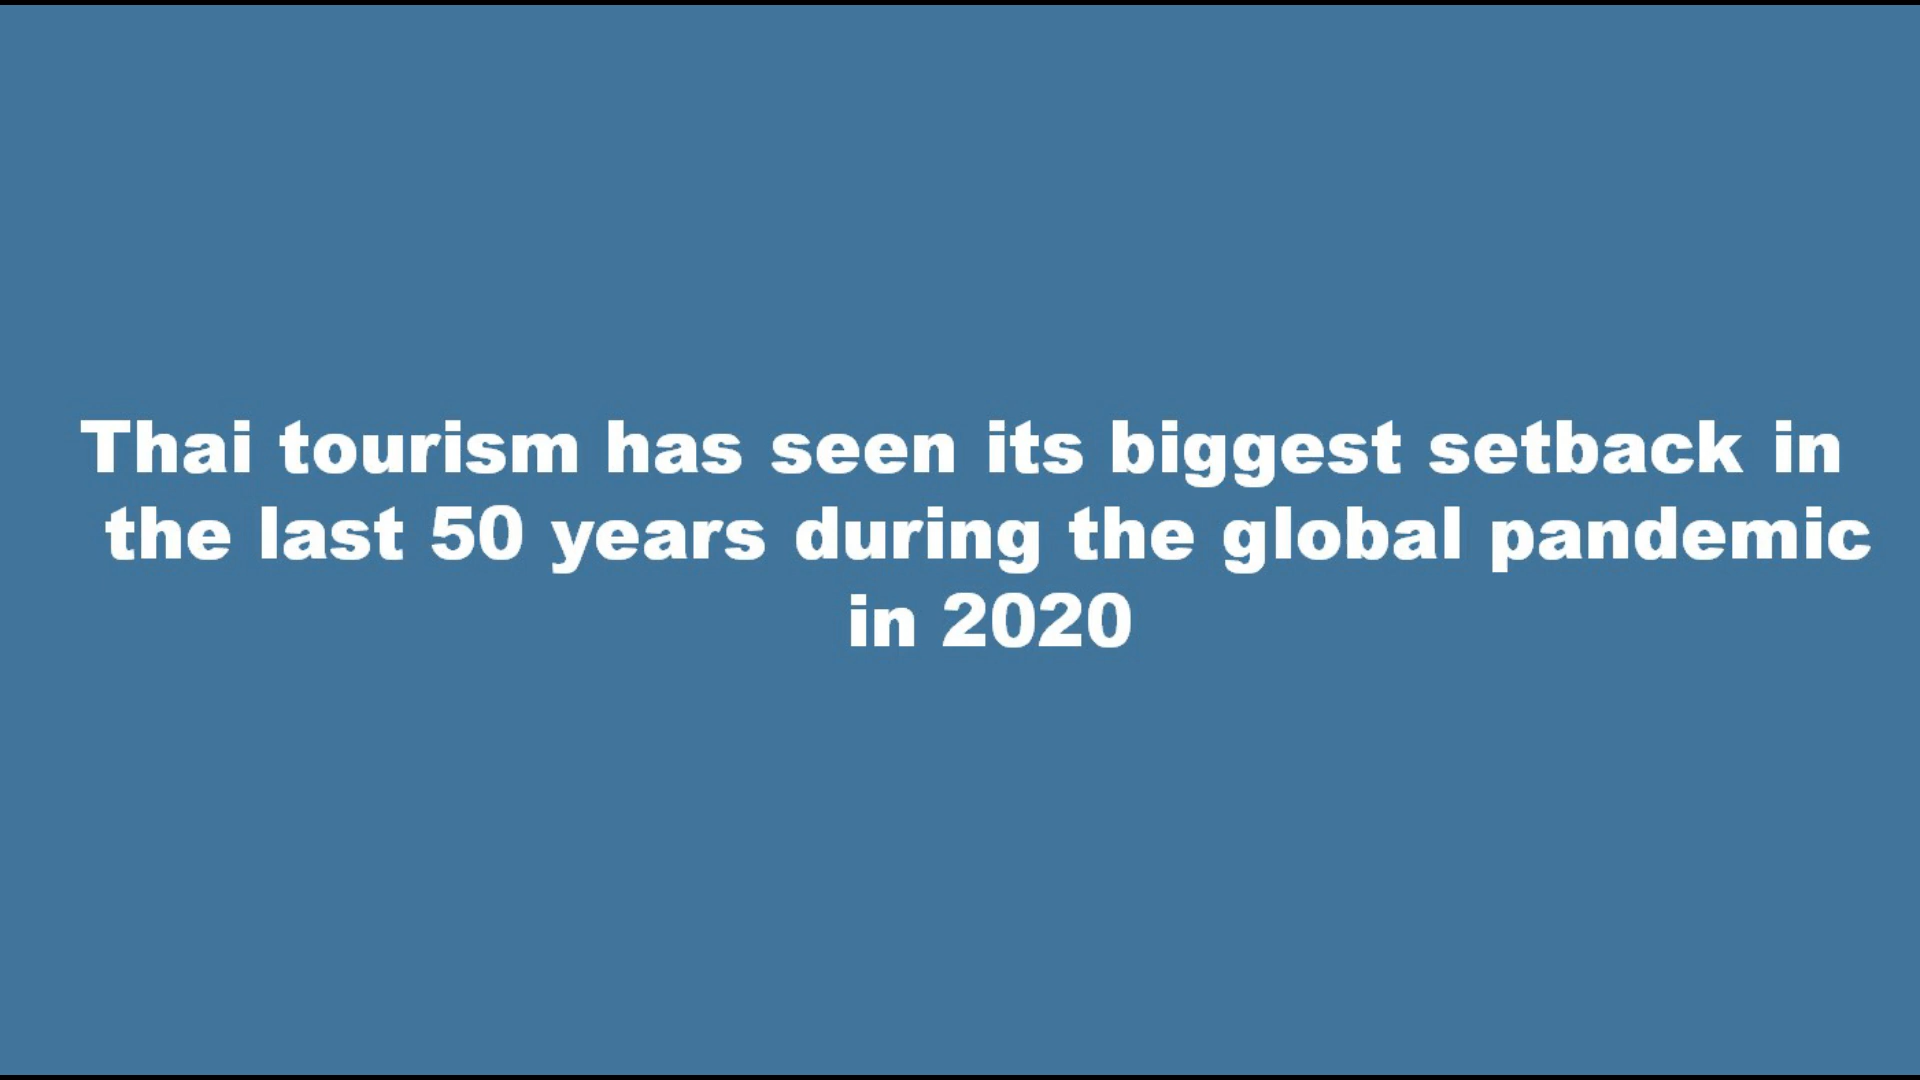 Thai tourism has seen its biggest setback in
the last 50 years during the global pandemic
in 2020